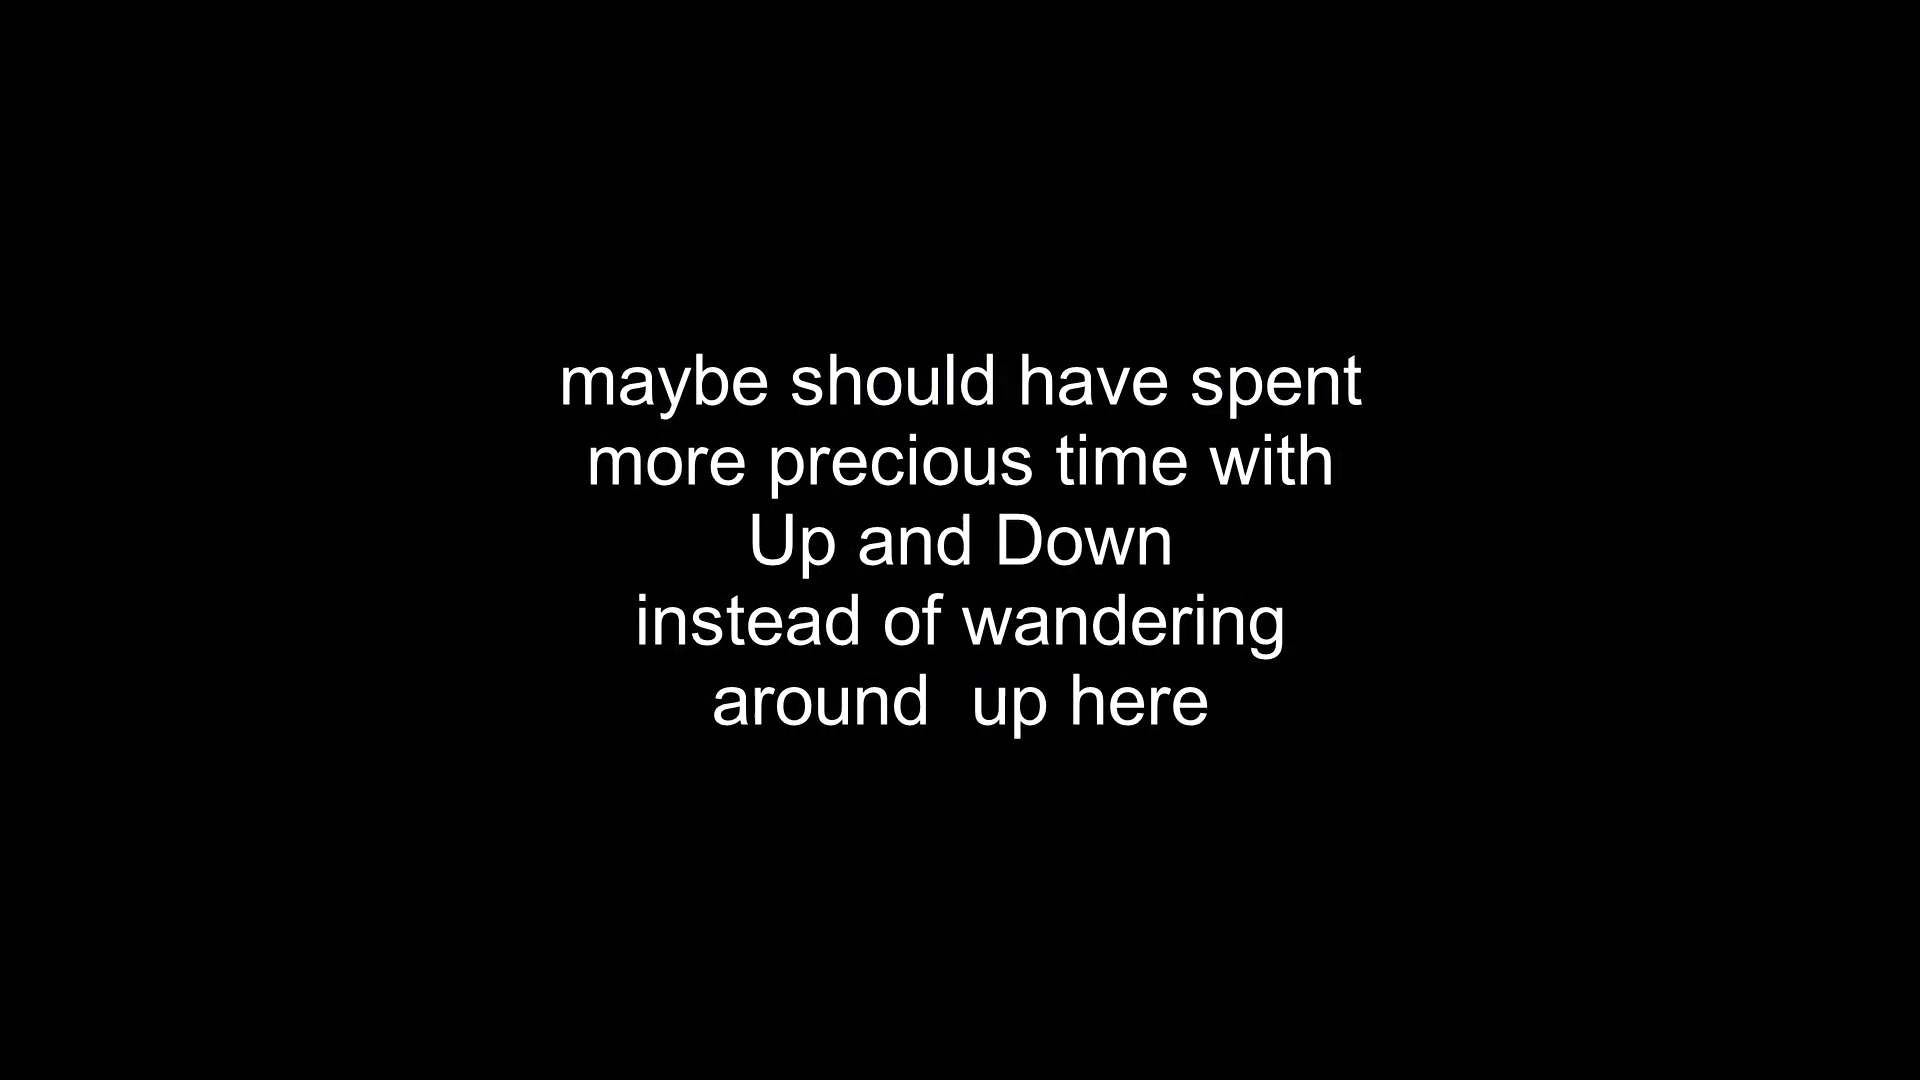 maybe should have spent
more precious time with
Up and Down
instead of wandering
around  up here